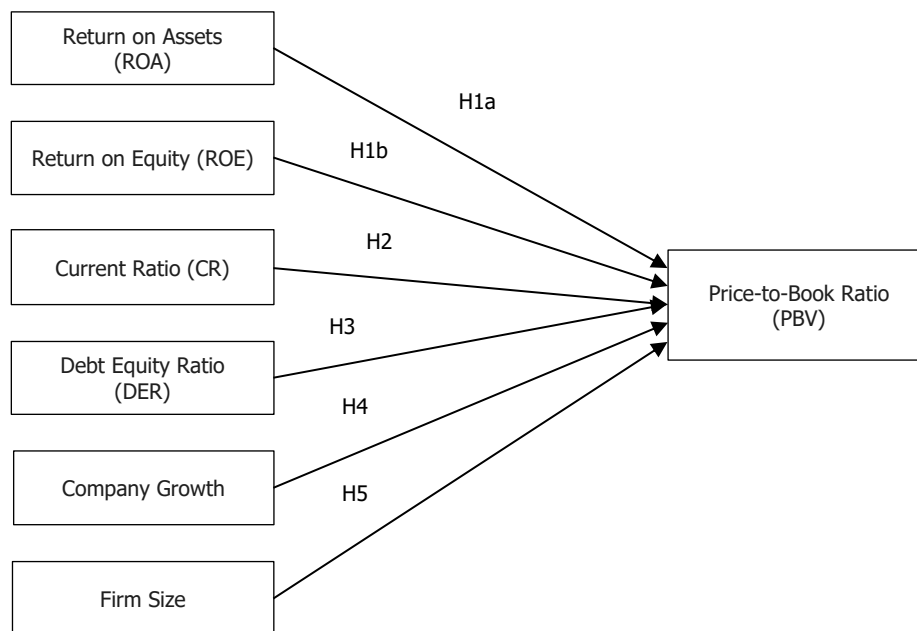 Return on Assets
(ROA)
H1a
Return on Equity (ROE)
H1b
Current Ratio (CR)
H2
Price-to-Book Ratio
(PBV)
Debt Equity Ratio
(DER)
H3
Company Growth
H4
Firm Size
H5